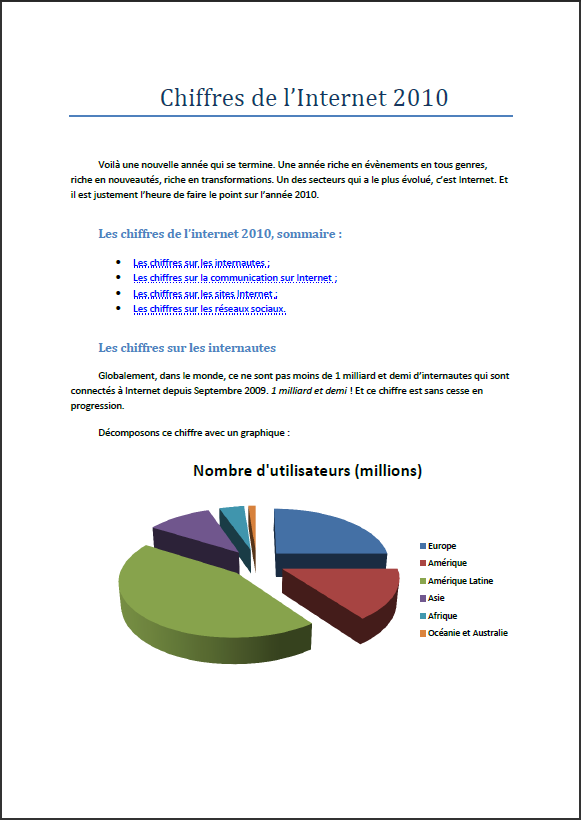 Chiffres de l'Internet 2010
Voilà une nouvelle année qui se termine. Une année riche en évènements en tous genres,
riche en nouveautés, riche en transformations. Un des secteurs qui a le plus évolué, c'est Internet. Et
il est justement l'heure de faire le point sur l'année 2010.
Les chiffres de l'internet 2010, sommaire :
• Les chiffres sur les internautes ;
• Les chiffres sur la communication sur Internet ;
• Les chiffres sur les sites Internet ;
• Les chiffres sur les réseaux sociaux.
Les chiffres sur les internautes
Globalement, dans le monde, ce ne sont pas moins de 1 milliard et demi d'internautes qui sont
connectés à Internet depuis Septembre 2009. 1 milliard et demi ! Et ce chiffre est sans cesse en
progression.
Décomposons ce chiffre avec un graphique :
Nombre d'utilisateurs (millions)
Europe
Amérique
Amérique Latine
Asie
Afrique
Océanie et Australie